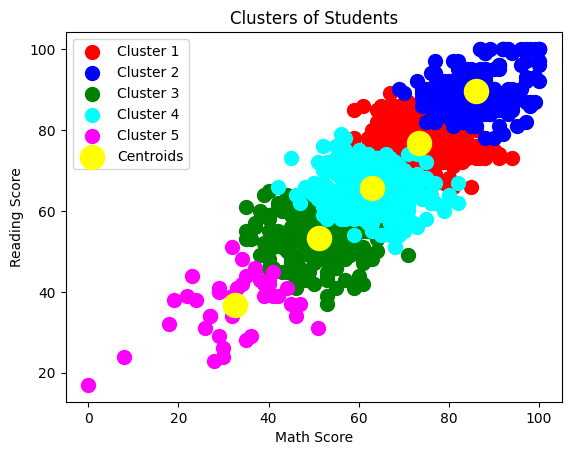 Clusters of Students
100
80
60
40
20
Reading Score
Cluster 1
Cluster 2
Cluster 3
Cluster 4
Cluster 5
Centroids
0
20
40
60
80
100
Math Score